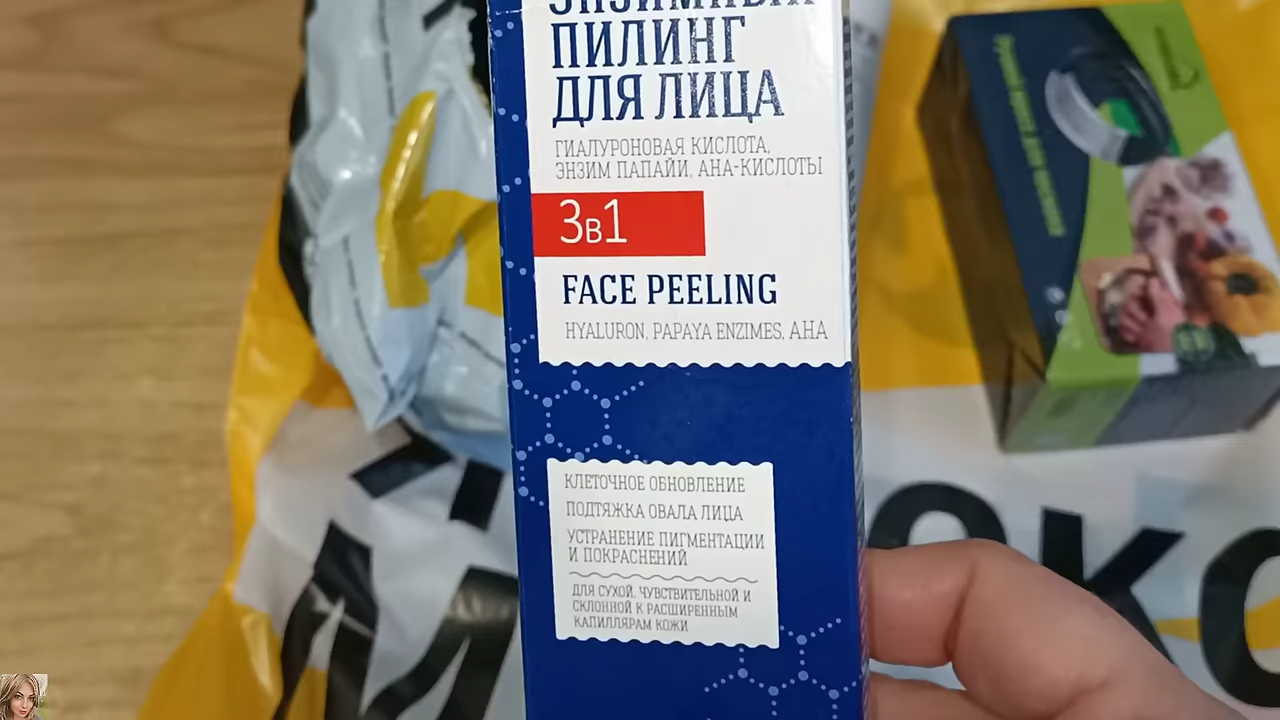 ЭНЗИМНЫЙ
ПИЛИНГ
ДЛЯ ЛИЦА
ГИАЛУРОНОВАЯ КИСЛОТА,
ЭНЗИМ ПАПАЙИ, АНА-КИСЛОТЫ
3в1
FACE PEELING
HYALURON, PAPAYA ENZIMES, AHA
КЛЕТОЧНОЕ ОБНОВЛЕНИЕ
ПОДТЯЖКА ОВАЛА ЛИЦА
УСТРАНЕНИЕ ПИГМЕНТАЦИИ
И ПОКРАСНЕНИЙ
ДЛЯ СУХОЙ, ЧУВСТВИТЕЛЬНОЙ И
СКЛОННОЙ К РАСШИРЕННЫМ
КАПИЛЛЯРАМ КОЖИ